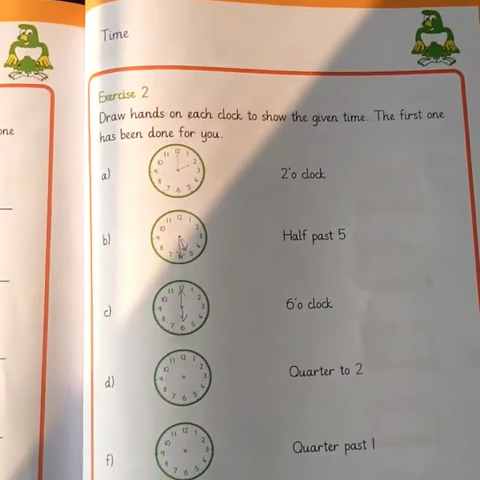 Time
one
Exercise 2
Draw hands on each clock to show the given time. The first one
has been done for you.
a)
2'o clock
b)
Half past 5
c)
6'o clock
d)
Quarter to 2
f)
Quarter past 1